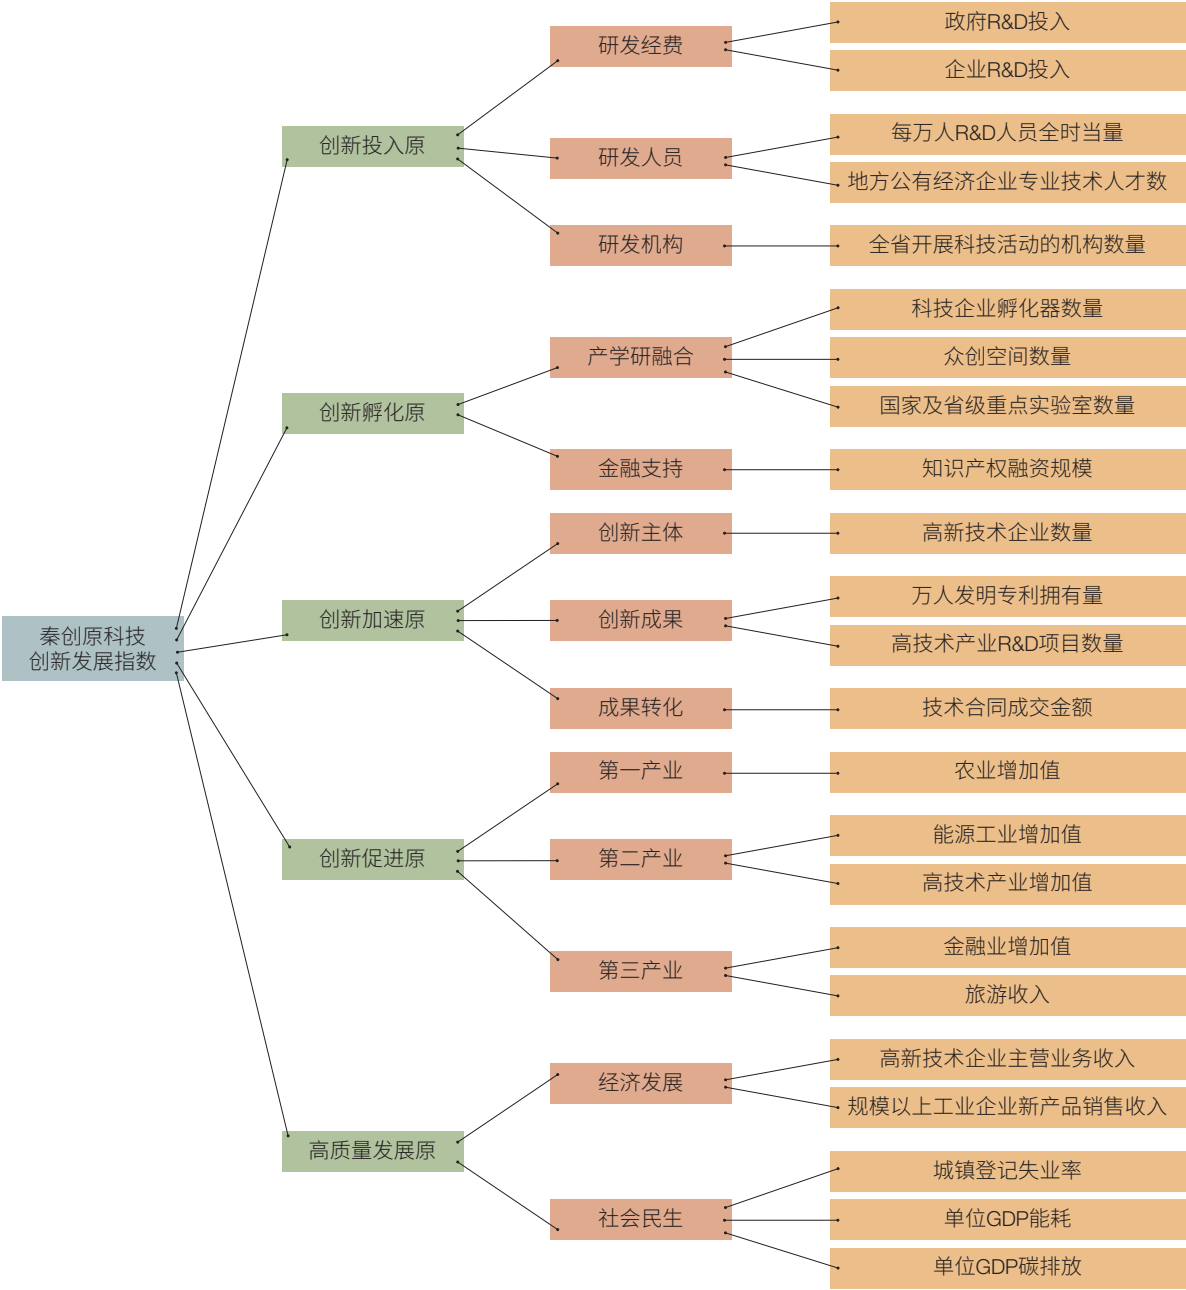 秦创原科技
创新发展指数
创新投入原
研发经费
政府R&D投入
企业R&D投入
研发人员
每万人R&D人员全时当量
地方公有经济企业专业技术人才数
研发机构
全省开展科技活动的机构数量
创新孵化原
产学研融合
科技企业孵化器数量
众创空间数量
国家及省级重点实验室数量
金融支持
知识产权融资规模
创新加速原
创新主体
高新技术企业数量
创新成果
万人发明专利拥有量
高技术产业R&D项目数量
成果转化
技术合同成交金额
创新促进原
第一产业
农业增加值
第二产业
能源工业增加值
高技术产业增加值
第三产业
金融业增加值
旅游收入
高质量发展原
经济发展
高新技术企业主营业务收入
规模以上工业企业新产品销售收入
社会民生
城镇登记失业率
单位GDP能耗
单位GDP碳排放